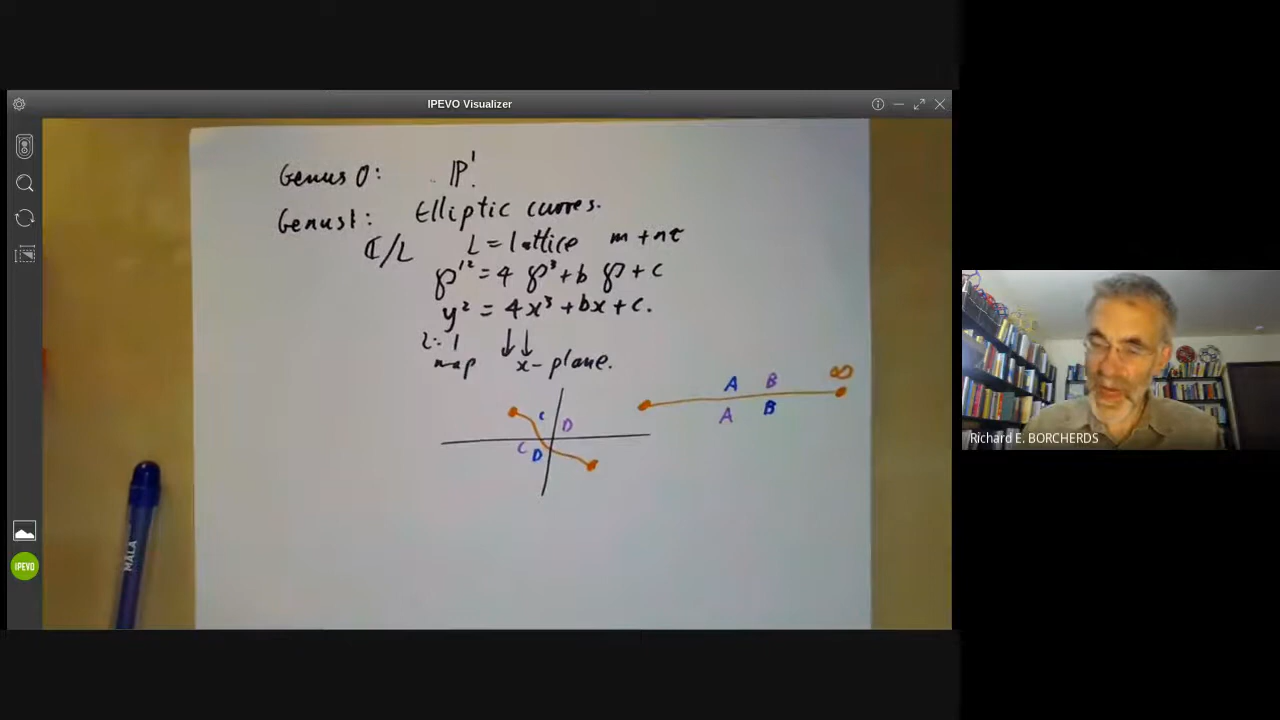 IPEVO Visualizer
Genus 0: ℙ¹.
Genus 1: Elliptic curves.
ℂ/L L = lattice m + nτ
℘'² = 4 ℘³ + b ℘ + c
y² = 4x³ + bx + c.
2:1 ↓↓
map x-plane.
∞
A B
A B
C D
C D
MALA
IPEVO
Richard E. BORCHERDS